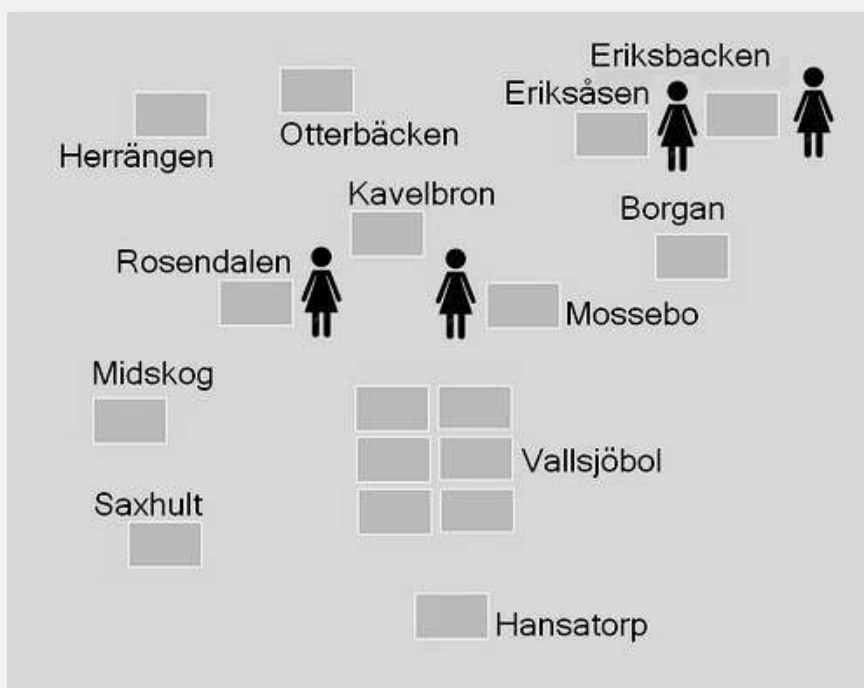 Eriksbacken
Eriksåsen
Otterbäcken
Herrängen
Kavelbron
Borgan
Rosendalen
Mossebo
Midskog
Vallsjöbol
Saxhult
Hansatorp